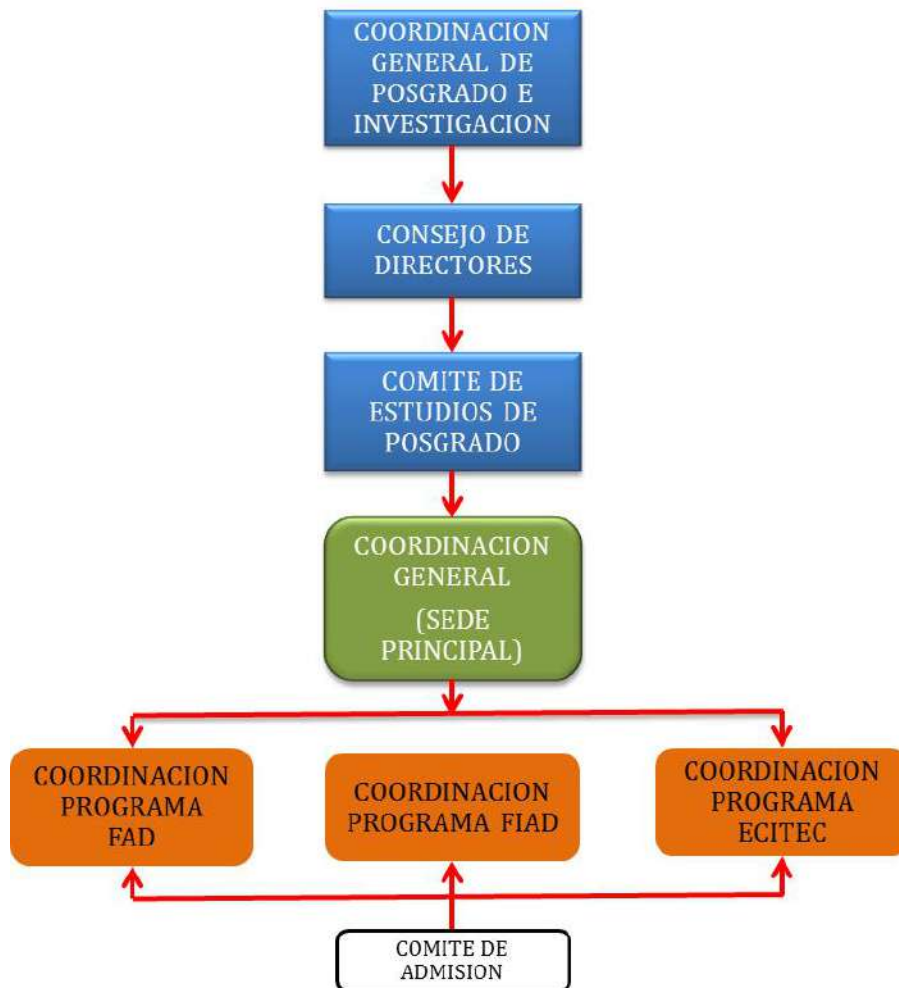 COORDINACION
GENERAL DE
POSGRADO E
INVESTIGACION
CONSEJO DE
DIRECTORES
COMITE DE
ESTUDIOS DE
POSGRADO
COORDINACION
GENERAL
(SEDE
PRINCIPAL)
COORDINACION
PROGRAMA
FAD
COORDINACION
PROGRAMA FIAD
COORDINACION
PROGRAMA
ECITEC
COMITE DE
ADMISION